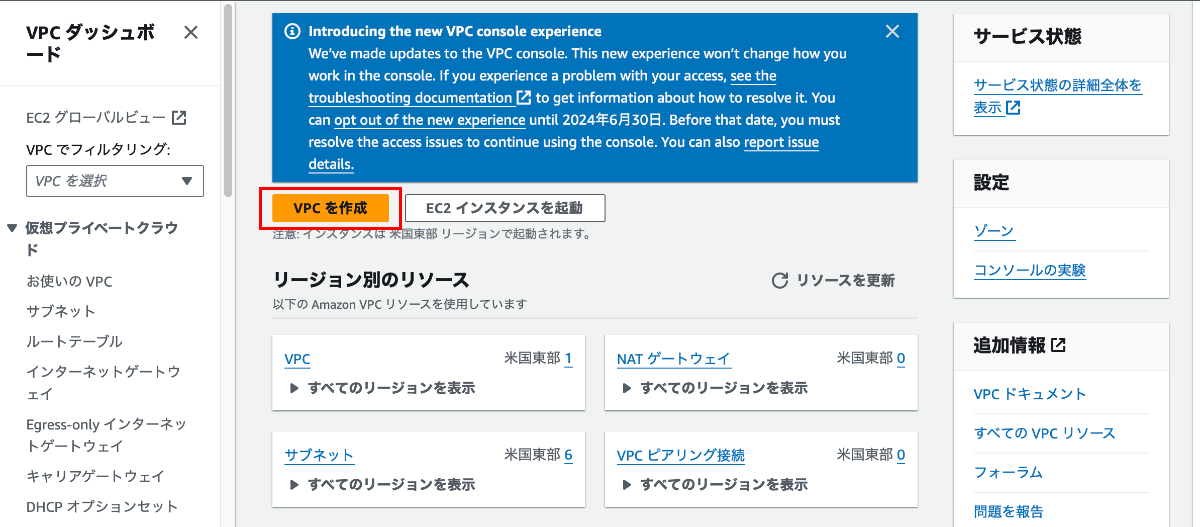 VPC ダッシュボ
ード
EC2 グローバルビュー
VPC でフィルタリング:
VPC を選択
仮想プライベートクラウ
ド
お使いの VPC
サブネット
ルートテーブル
インターネットゲートウ
ェイ
Egress-only インターネッ
トゲートウェイ
キャリアゲートウェイ
DHCP オプションセット
Introducing the new VPC console experience
We've made updates to the VPC console. This new experience won't change how you
work in the console. If you experience a problem with your access, see the
troubleshooting documentation to get information about how to resolve it. You
can opt out of the new experience until 2024年6月30日. Before that date, you must
resolve the access issues to continue using the console. You can also report issue
details.
VPC を作成
EC2 インスタンスを起動
注意: インスタンスは 米国東部 リージョンで起動されます。
リージョン別のリソース
リソースを更新
以下の Amazon VPC リソースを使用しています
VPC 米国東部 1
すべてのリージョンを表示
NAT ゲートウェイ 米国東部 0
すべてのリージョンを表示
サブネット 米国東部 6
すべてのリージョンを表示
VPC ピアリング接続 米国東部 0
すべてのリージョンを表示
サービス状態
サービス状態の詳細全体を
表示
設定
ゾーン
コンソールの実験
追加情報
VPC ドキュメント
すべての VPC リソース
フォーラム
問題を報告